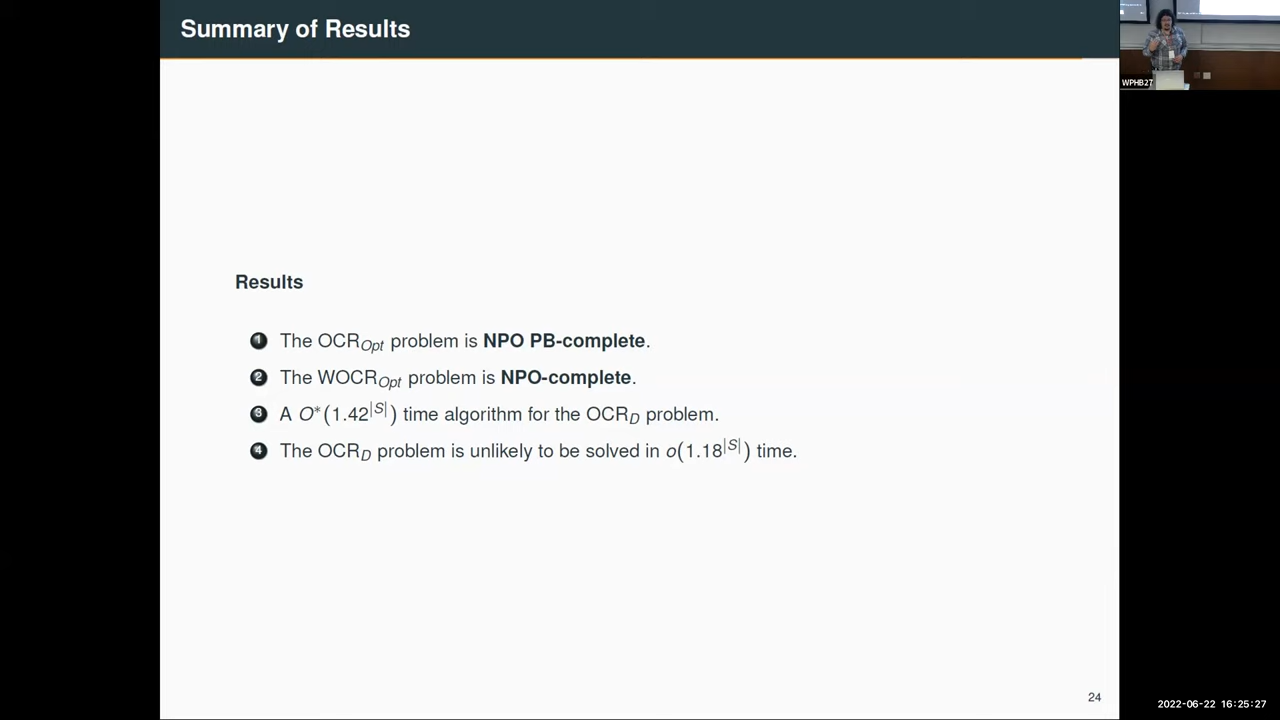 Summary of Results
WPHB27
Results
1 The OCR_Opt problem is NPO PB-complete.
2 The WOCR_Opt problem is NPO-complete.
3 A O*(1.42^|S|) time algorithm for the OCR_D problem.
4 The OCR_D problem is unlikely to be solved in o(1.18^|S|) time.
24
2022-06-22 16:25:27